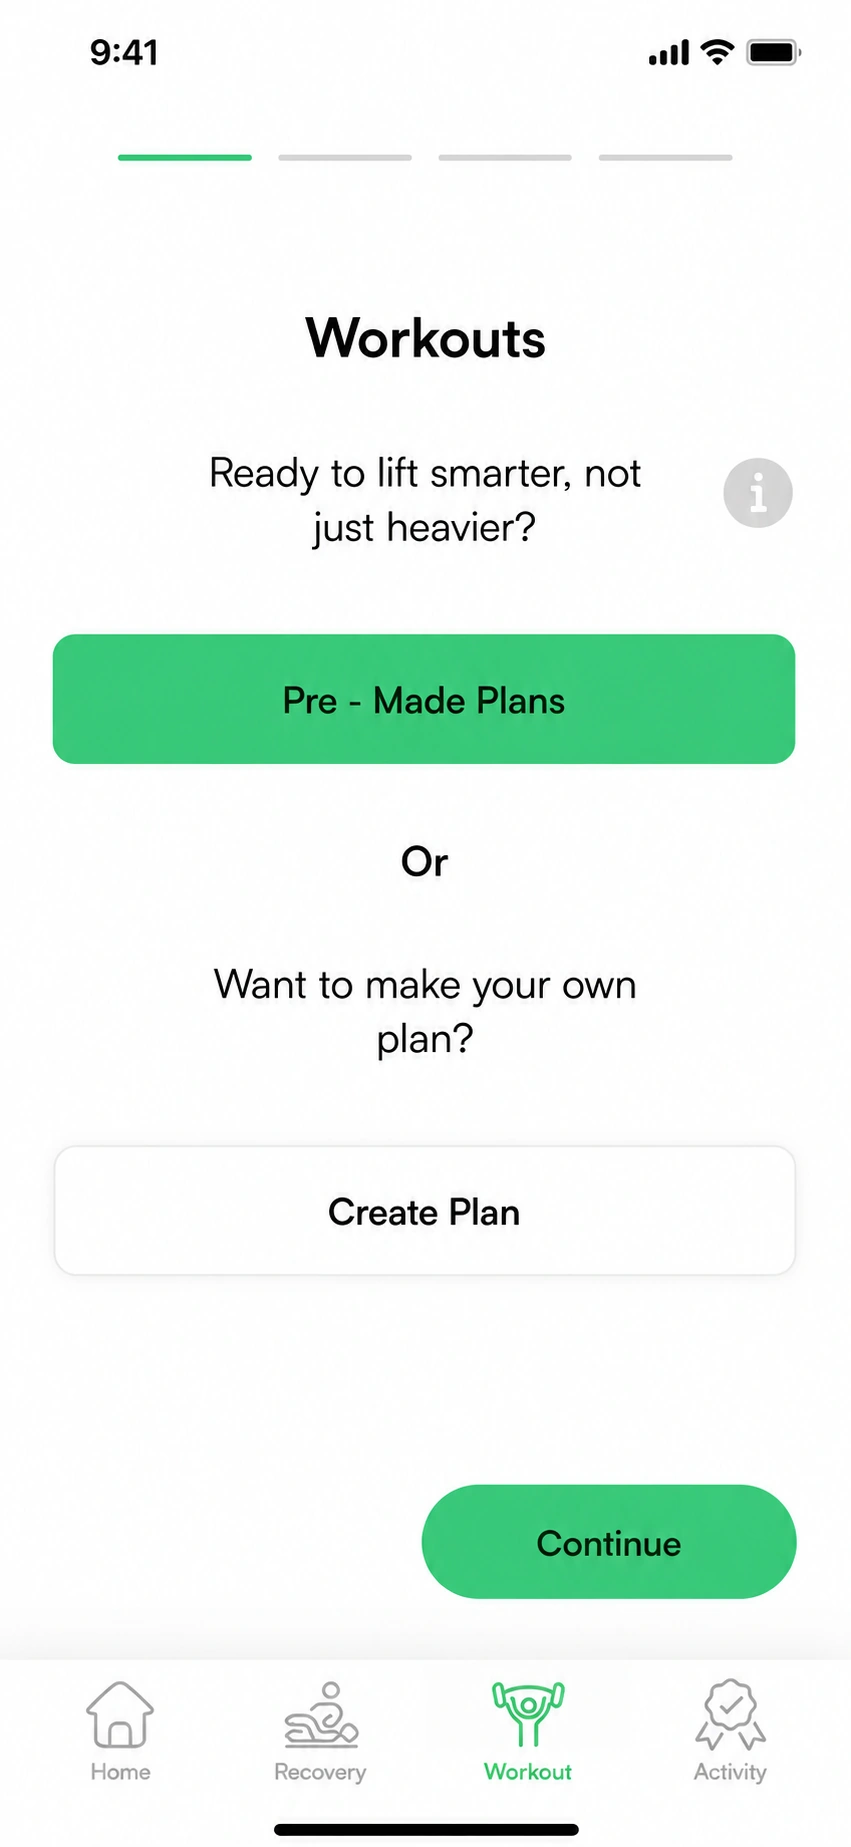 9:41
Workouts
Ready to lift smarter, not
just heavier?
i
Pre - Made Plans
Or
Want to make your own
plan?
Create Plan
Continue
Home
Recovery
Workout
Activity